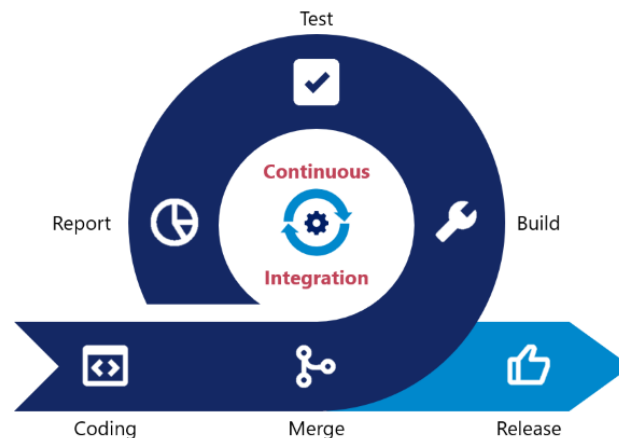 Test
Continuous
Report
Build
Integration
Coding
Merge
Release